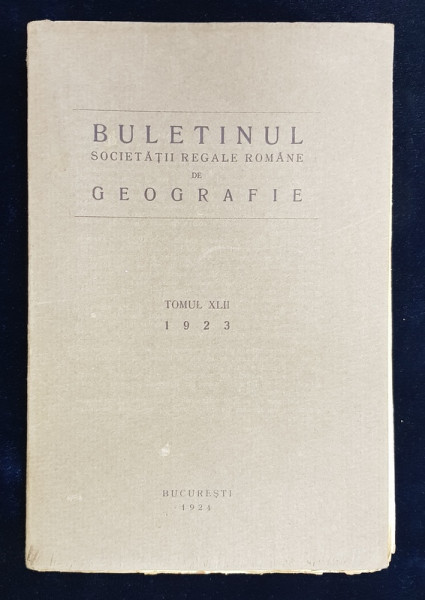 BULETINUL
SOCIETĂȚII REGALE ROMÂNE
DE
GEOGRAFIE
TOMUL XLII
1923
BUCUREȘTI
1924